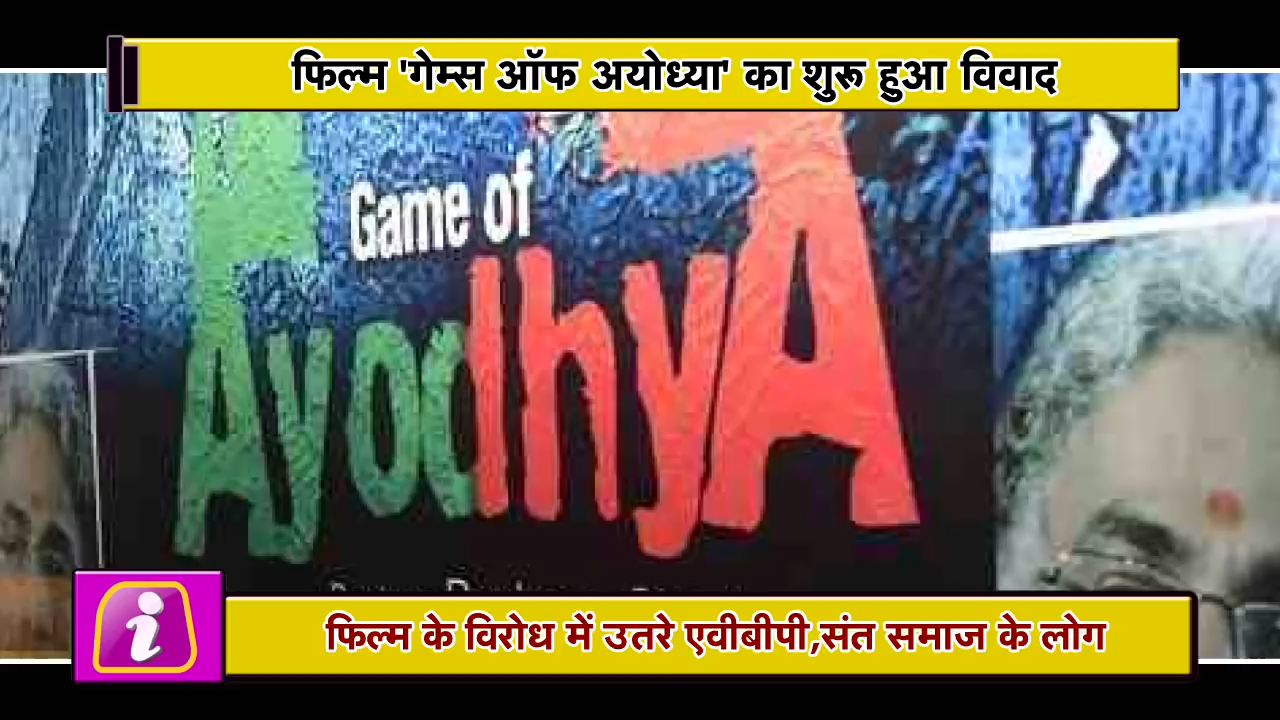 फिल्म 'गेम्स ऑफ अयोध्या' का शुरू हुआ विवाद
Game of
AyodhyA
फिल्म के विरोध में उतरे एवीबीपी,संत समाज के लोग